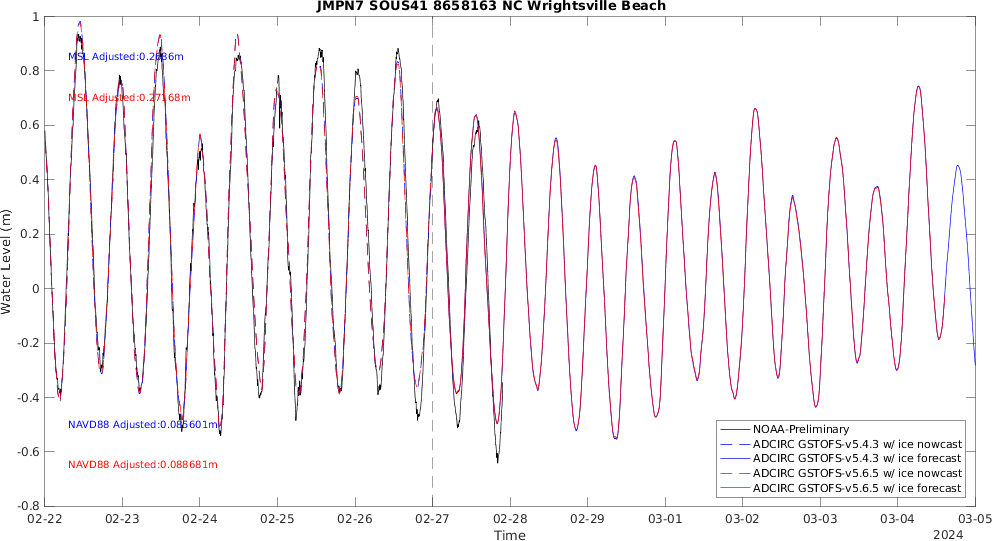 JMPN7 SOUS41 8658163 NC Wrightsville Beach
1
0.8
0.6
0.4
0.2
0
-0.2
-0.4
-0.6
-0.8
Water Level (m)
MSL Adjusted:0.2686m
MSL Adjusted:0.27168m
NAVD88 Adjusted:0.085601m
NAVD88 Adjusted:0.088681m
NOAA-Preliminary
ADCIRC GSTOFS-v5.4.3 w/ ice nowcast
ADCIRC GSTOFS-v5.4.3 w/ ice forecast
ADCIRC GSTOFS-v5.6.5 w/ ice nowcast
ADCIRC GSTOFS-v5.6.5 w/ ice forecast
02-22 02-23 02-24 02-25 02-26 02-27 02-28 02-29 03-01 03-02 03-03 03-04 03-05
Time
2024